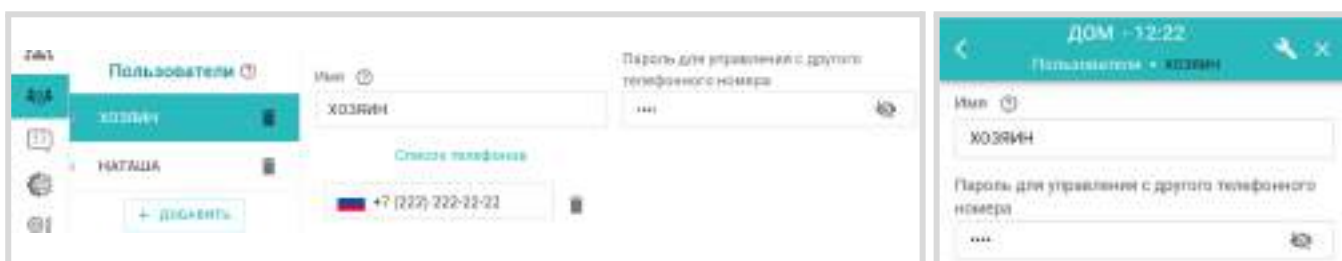 Пользователи
ХОЗЯИН
НАТАША
+ ДОБАВИТЬ
Имя
ХОЗЯИН
Пароль для управления с другого
телефонного номера
••••
Список телефонов
+7 (222) 222-22-22
ДОМ - 12:22
Пользователи • ХОЗЯИН
Имя
ХОЗЯИН
Пароль для управления с другого телефонного
номера
••••